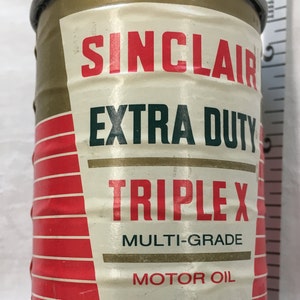 SINCLAIR
EXTRA DUTY
TRIPLE X
MULTI-GRADE
MOTOR OIL